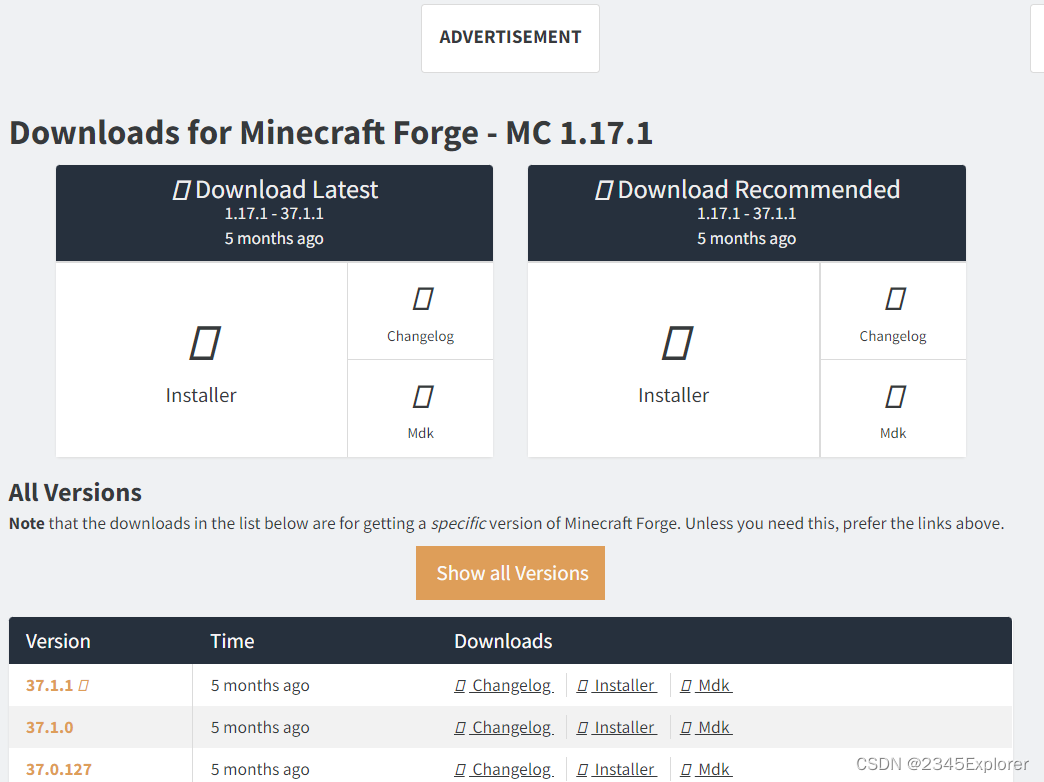 ADVERTISEMENT
Downloads for Minecraft Forge - MC 1.17.1
Download Latest
1.17.1 - 37.1.1
5 months ago
Installer
Changelog
Mdk
Download Recommended
1.17.1 - 37.1.1
5 months ago
Installer
Changelog
Mdk
All Versions
Note that the downloads in the list below are for getting a specific version of Minecraft Forge. Unless you need this, prefer the links above.
Show all Versions
Version Time Downloads
37.1.1 5 months ago Changelog Installer Mdk
37.1.0 5 months ago Changelog Installer Mdk
37.0.127 5 months ago Changelog Installer Mdk
CSDN @2345Explorer